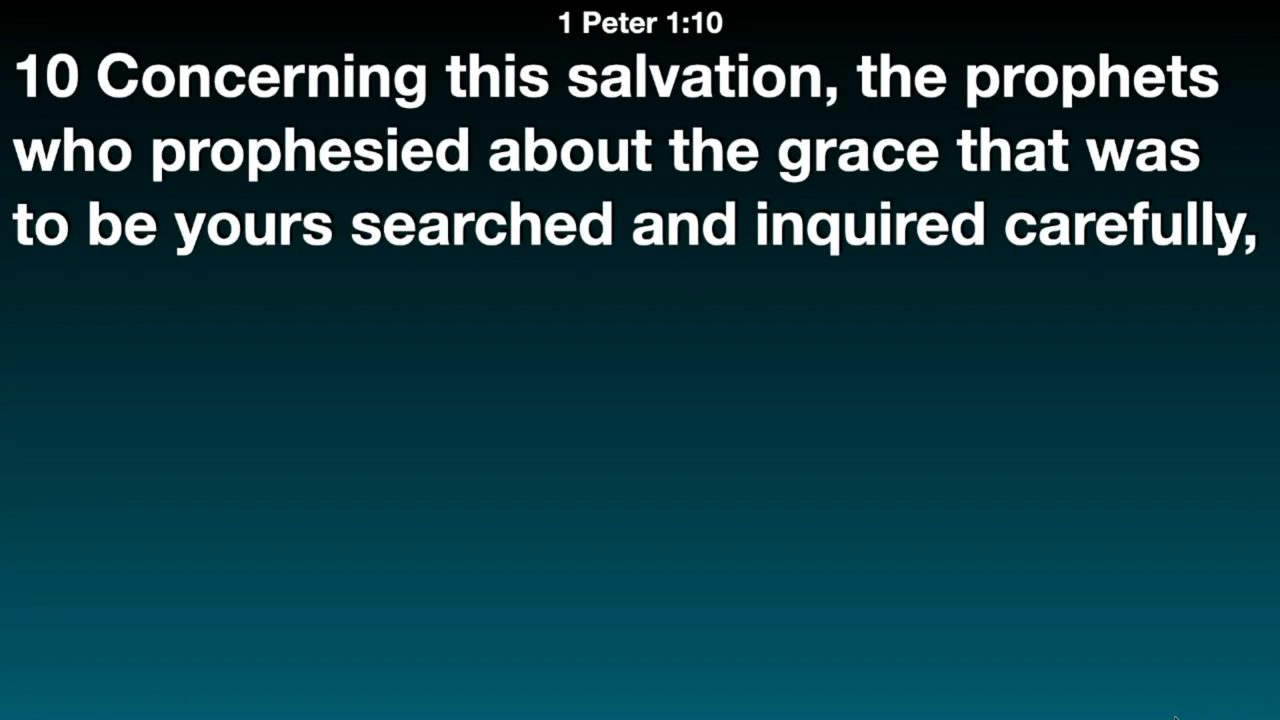 1 Peter 1:10
10 Concerning this salvation, the prophets
who prophesied about the grace that was
to be yours searched and inquired carefully,